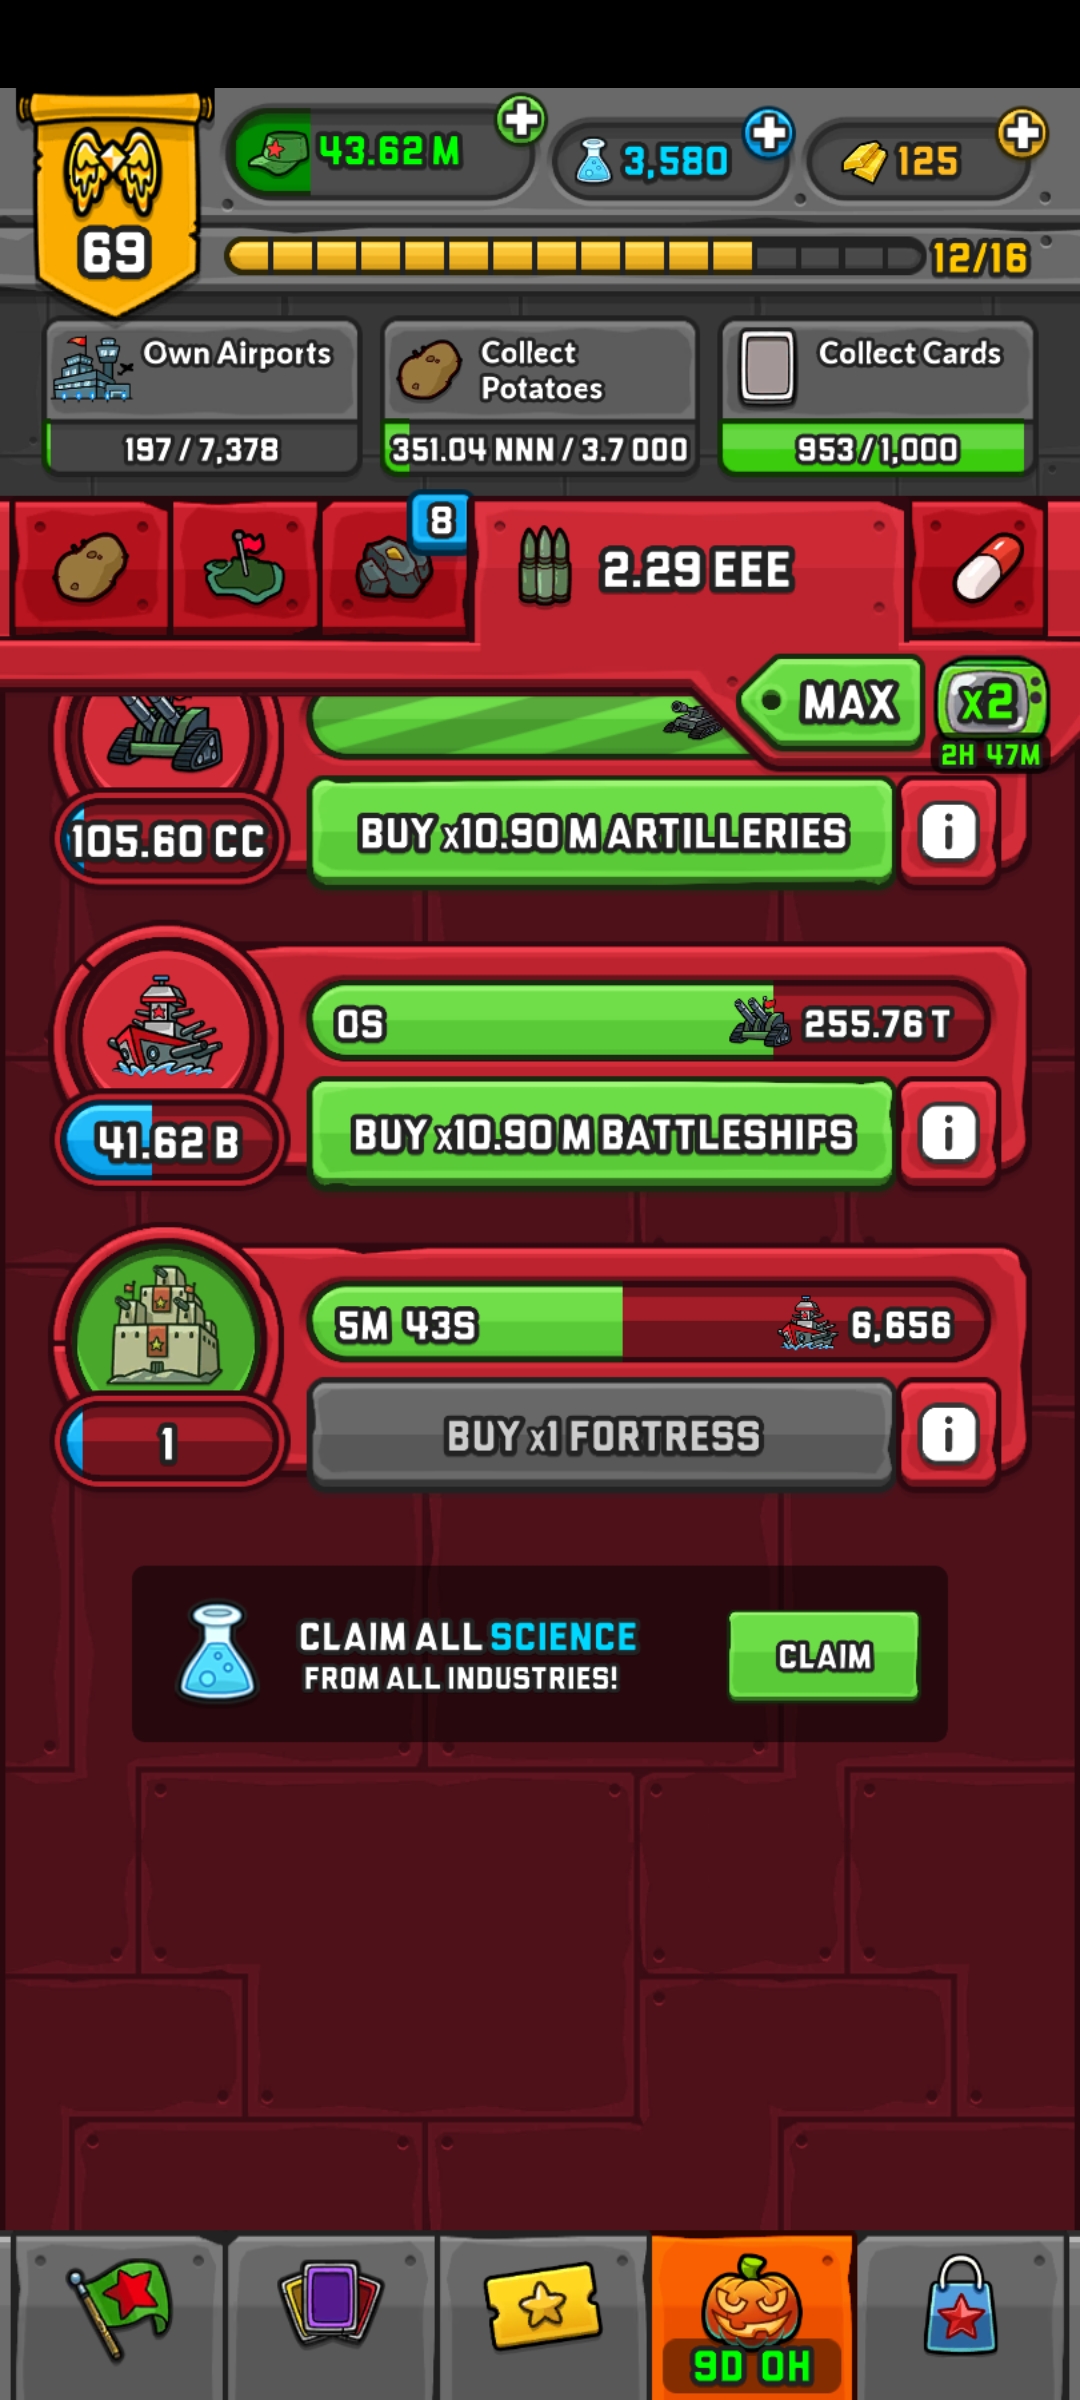 43.62 M
3,580
125
69
12/16
Own Airports
197 / 7,378
Collect
Potatoes
351.04 NNN / 3.7 OOO
Collect Cards
953 / 1,000
8
2.29 EEE
MAX
x2
2H 47M
105.60 CC
BUY x10.90 M ARTILLERIES
i
0S
255.76 T
41.62 B
BUY x10.90 M BATTLESHIPS
i
5M 43S
6,656
1
BUY x1 FORTRESS
i
CLAIM ALL SCIENCE
FROM ALL INDUSTRIES!
CLAIM
9D 0H